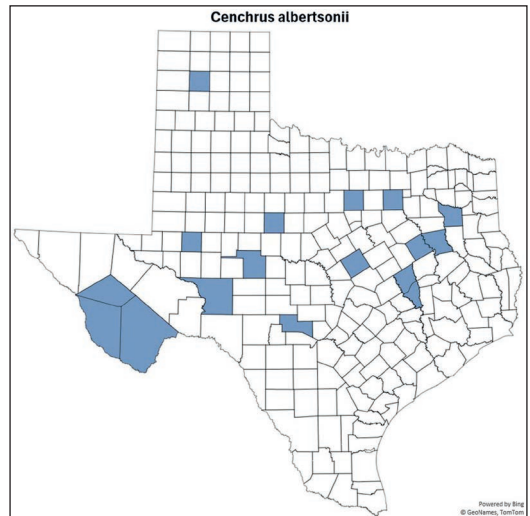 Cenchrus albertsonii
Powered by Bing
© GeoNames, TomTom